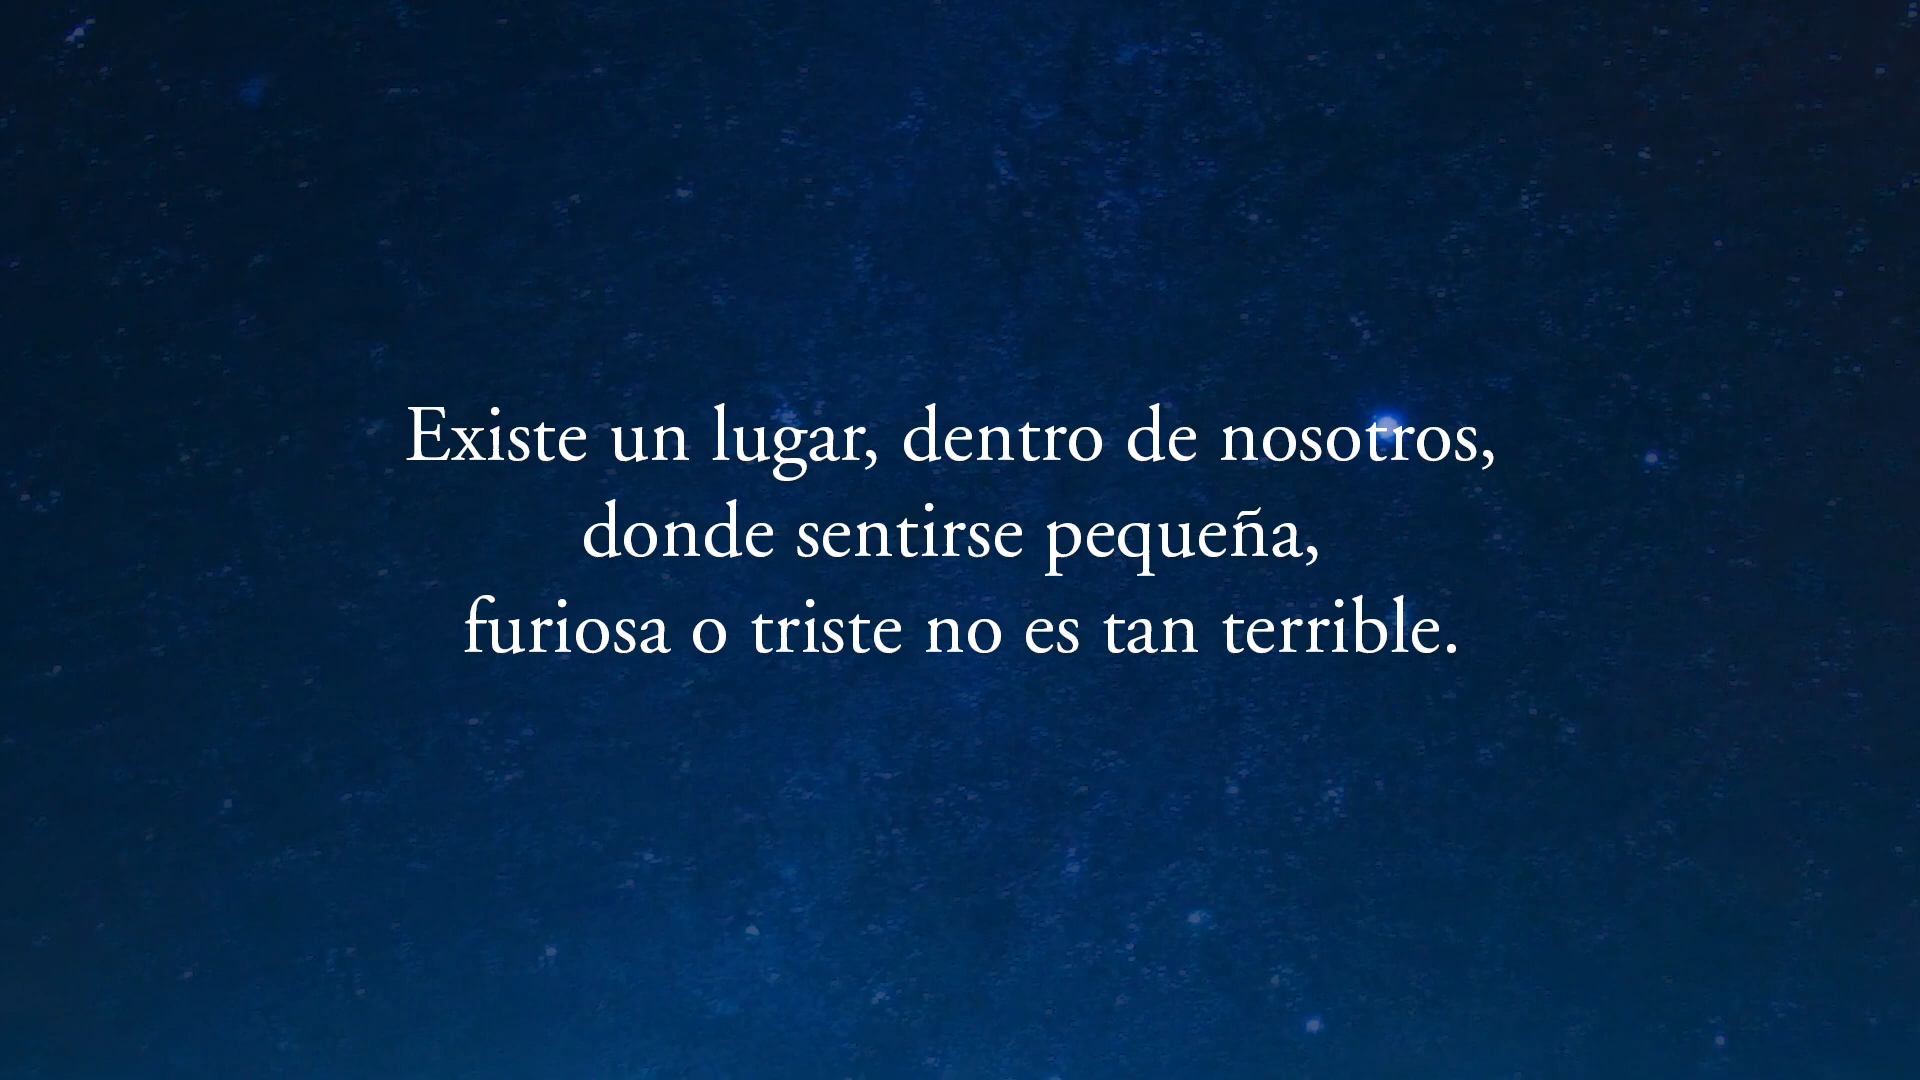 Existe un lugar, dentro de nosotros,
donde sentirse pequeña,
furiosa o triste no es tan terrible.